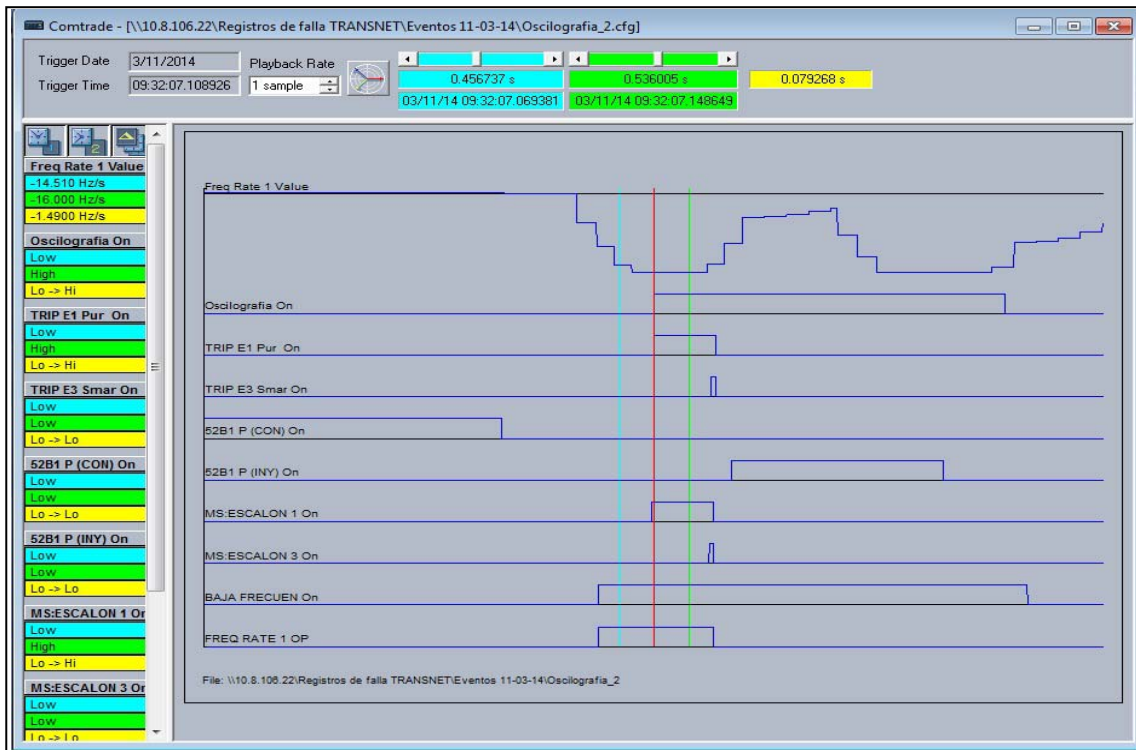 Comtrade - [\\10.8.106.22\Registros de falla TRANSNET\Eventos 11-03-14\Oscilografia_2.cfg]
Trigger Date 3/11/2014
Trigger Time 09:32:07.108926
Playback Rate
1 sample
0.456737 s
0.536005 s
0.079268 s
03/11/14 09:32:07.069381
03/11/14 09:32:07.148649
1
2
Freq Rate 1 Value
-14.510 Hz/s
-16.000 Hz/s
-1.4900 Hz/s
Oscilografia On
Low
High
Lo -> Hi
TRIP E1 Pur On
Low
High
Lo -> Hi
TRIP E3 Smar On
Low
Low
Lo -> Lo
52B1 P (CON) On
Low
Low
Lo -> Lo
52B1 P (INY) On
Low
Low
Lo -> Lo
MS:ESCALON 1 Or
Low
High
Lo -> Hi
MS:ESCALON 3 Or
Low
Low
Lo -> Lo
Freq Rate 1 Value
Oscilografia On
TRIP E1 Pur On
TRIP E3 Smar On
52B1 P (CON) On
52B1 P (INY) On
MS:ESCALON 1 On
MS:ESCALON 3 On
BAJA FRECUEN On
FREQ RATE 1 OP
File: \\10.8.106.22\Registros de falla TRANSNET\Eventos 11-03-14\Oscilografia_2